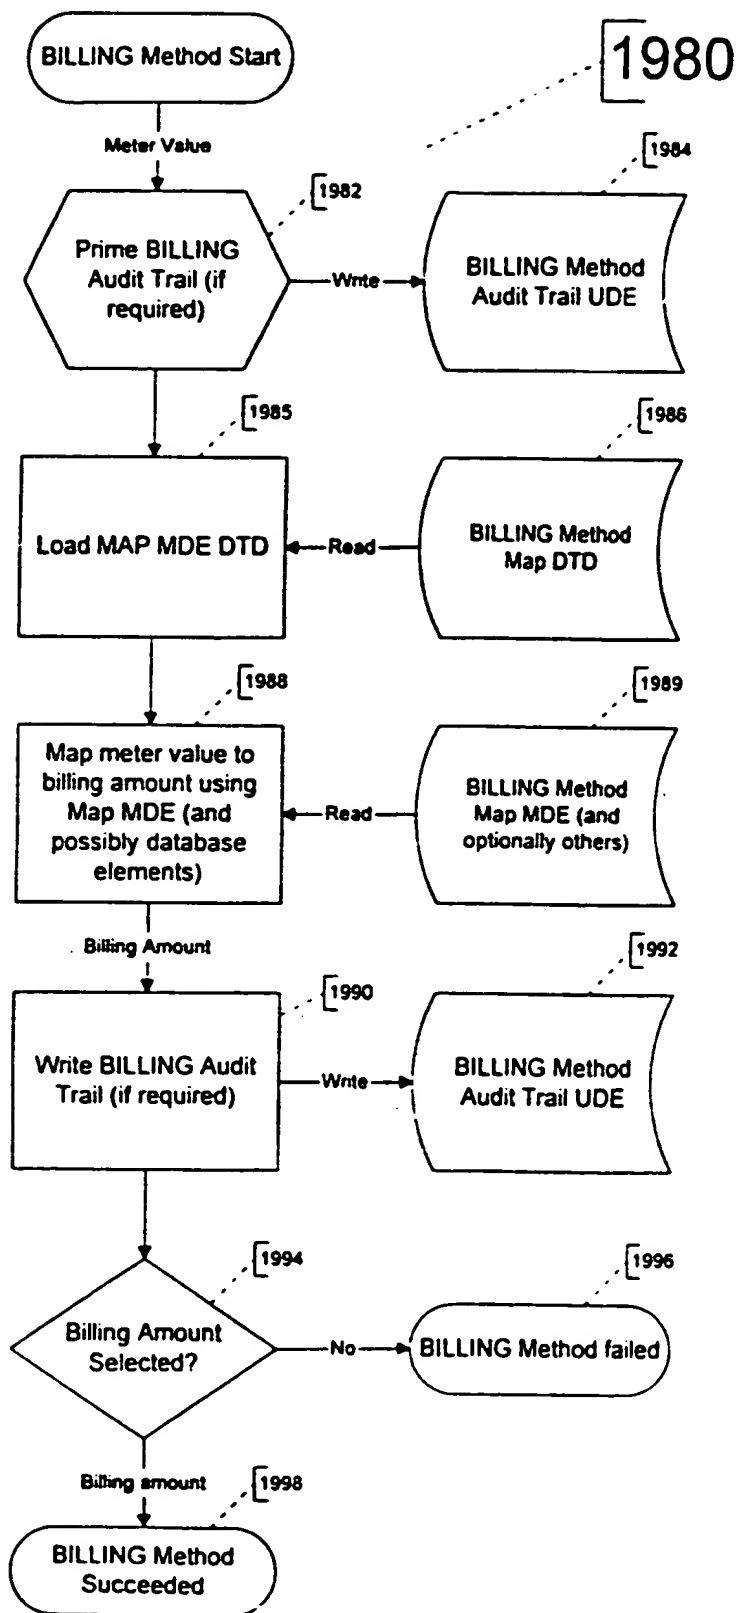 BILLING Method Start
1980
Meter Value
1984
1982
Prime BILLING
Audit Trail (if
required)
Write
BILLING Method
Audit Trail UDE
1985
1986
Load MAP MDE DTD
Read
BILLING Method
Map DTD
1988
1989
Map meter value to
billing amount using
Map MDE (and
possibly database
elements)
Read
BILLING Method
Map MDE (and
optionally others)
Billing Amount
1992
1990
Write BILLING Audit
Trail (if required)
Write
BILLING Method
Audit Trail UDE
1994
1996
Billing Amount
Selected?
No
BILLING Method failed
Billing amount
1998
BILLING Method
Succeeded